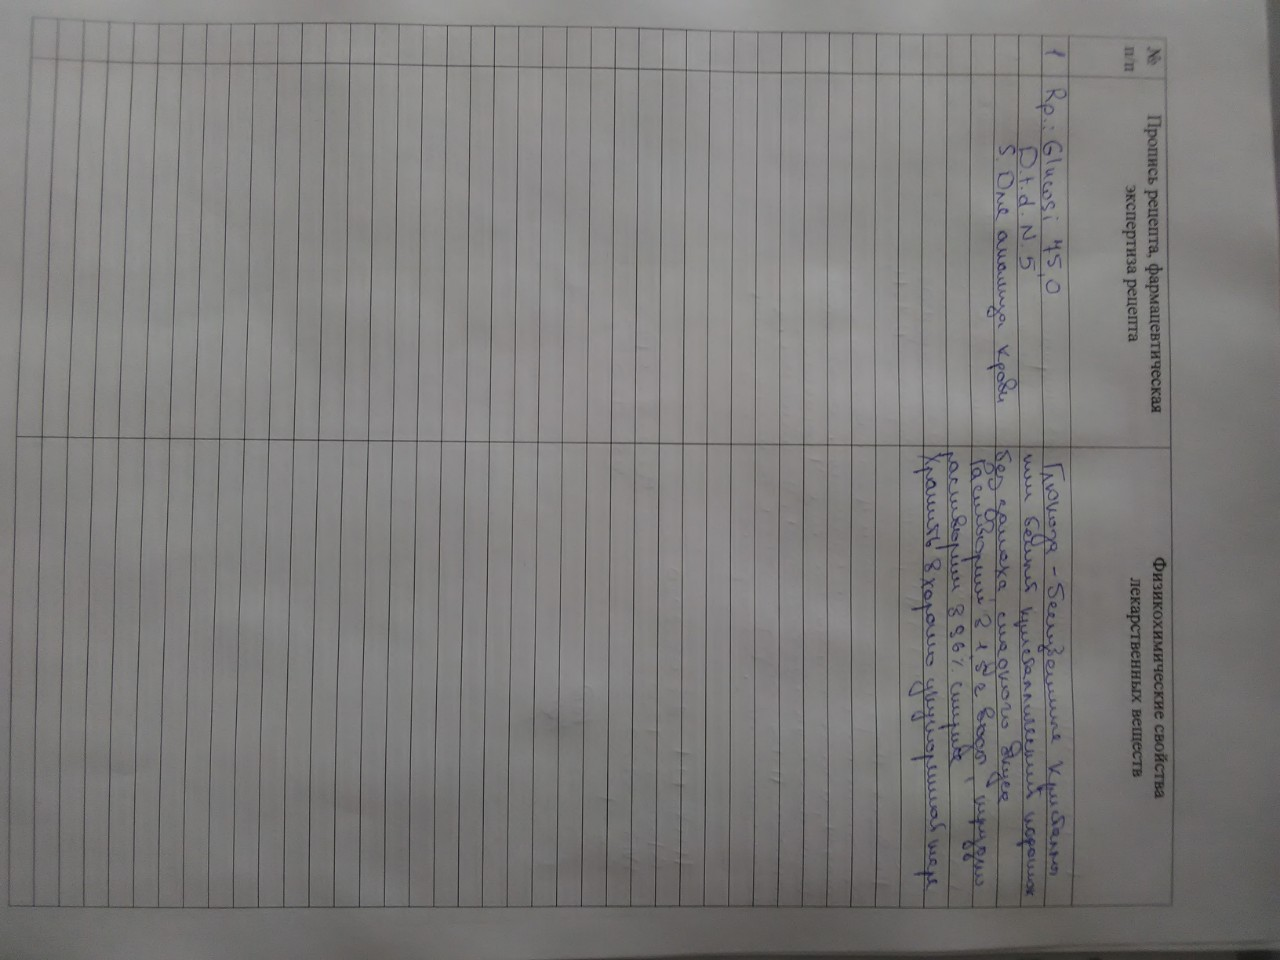 №
п/п
Пропись рецепта, фармацевтическая
экспертиза рецепта
Физикохимические свойства
лекарственных веществ
1
Rp.: Glucosi 75,0
D.t.d. N. 5
S. Для анализа крови
Глюкоза - бесцветные кристаллы
или белый кристаллический порошок
без запаха, сладкого вкуса
Растворим в 1,5 г воды, трудно
растворим в 96% спирте
Хранить в хорошо укупоренной таре